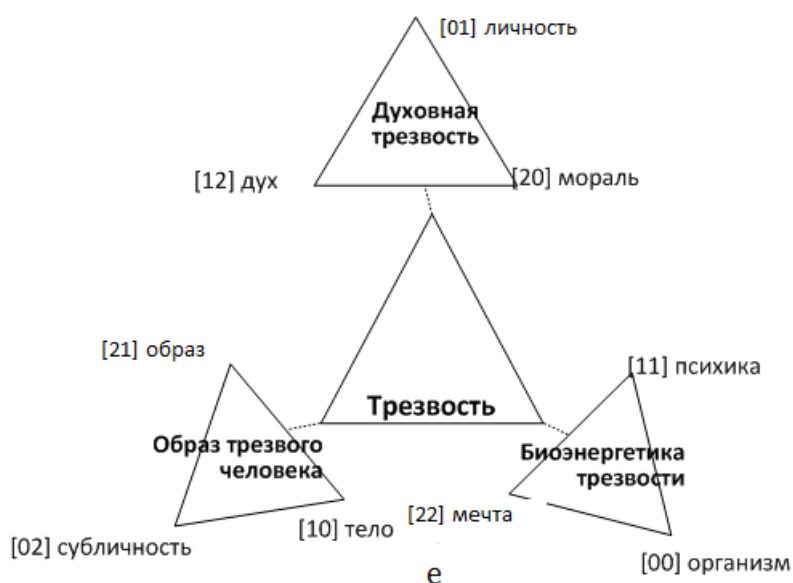 [01] личность
Духовная
трезвость
[12] дух
[20] мораль
[21] образ
[11] психика
Трезвость
Образ трезвого
человека
Биоэнергетика
трезвости
[02] субличность
[10] тело
[22] мечта
[00] организм
е